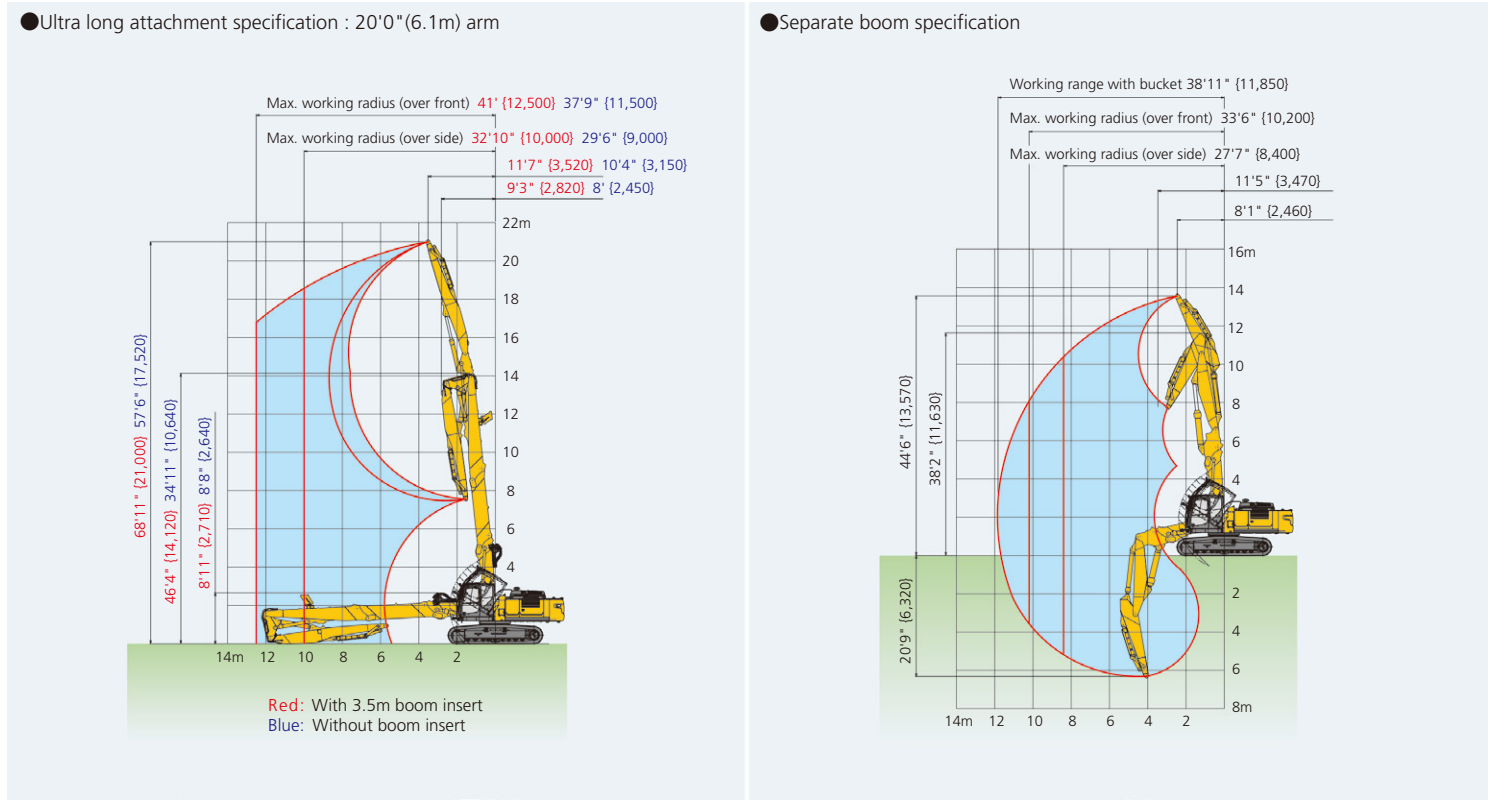 ●Ultra long attachment specification : 20'0"(6.1m) arm
Max. working radius (over front) 41' {12,500} 37'9" {11,500}
Max. working radius (over side) 32'10" {10,000} 29'6" {9,000}
11'7" {3,520} 10'4" {3,150}
9'3" {2,820} 8' {2,450}
22m
20
18
16
14
12
10
8
6
4
68'11" {21,000} 57'6" {17,520}
46'4" {14,120} 34'11" {10,640}
8'11" {2,710} 8'8" {2,640}
14m 12 10 8 6 4 2
Red: With 3.5m boom insert
Blue: Without boom insert
●Separate boom specification
Working range with bucket 38'11" {11,850}
Max. working radius (over front) 33'6" {10,200}
Max. working radius (over side) 27'7" {8,400}
11'5" {3,470}
8'1" {2,460}
16m
14
12
10
8
6
4
2
4
6
8m
44'6" {13,570}
38'2" {11,630}
20'9" {6,320}
14m 12 10 8 6 4 2